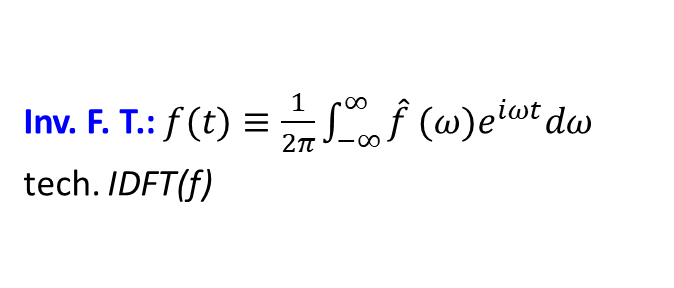 Inv. F. T.: f(t) ≡ 1/2π ∫_{-∞}^{∞} f̂ (ω)e^{iωt}dω
tech. IDFT(f)